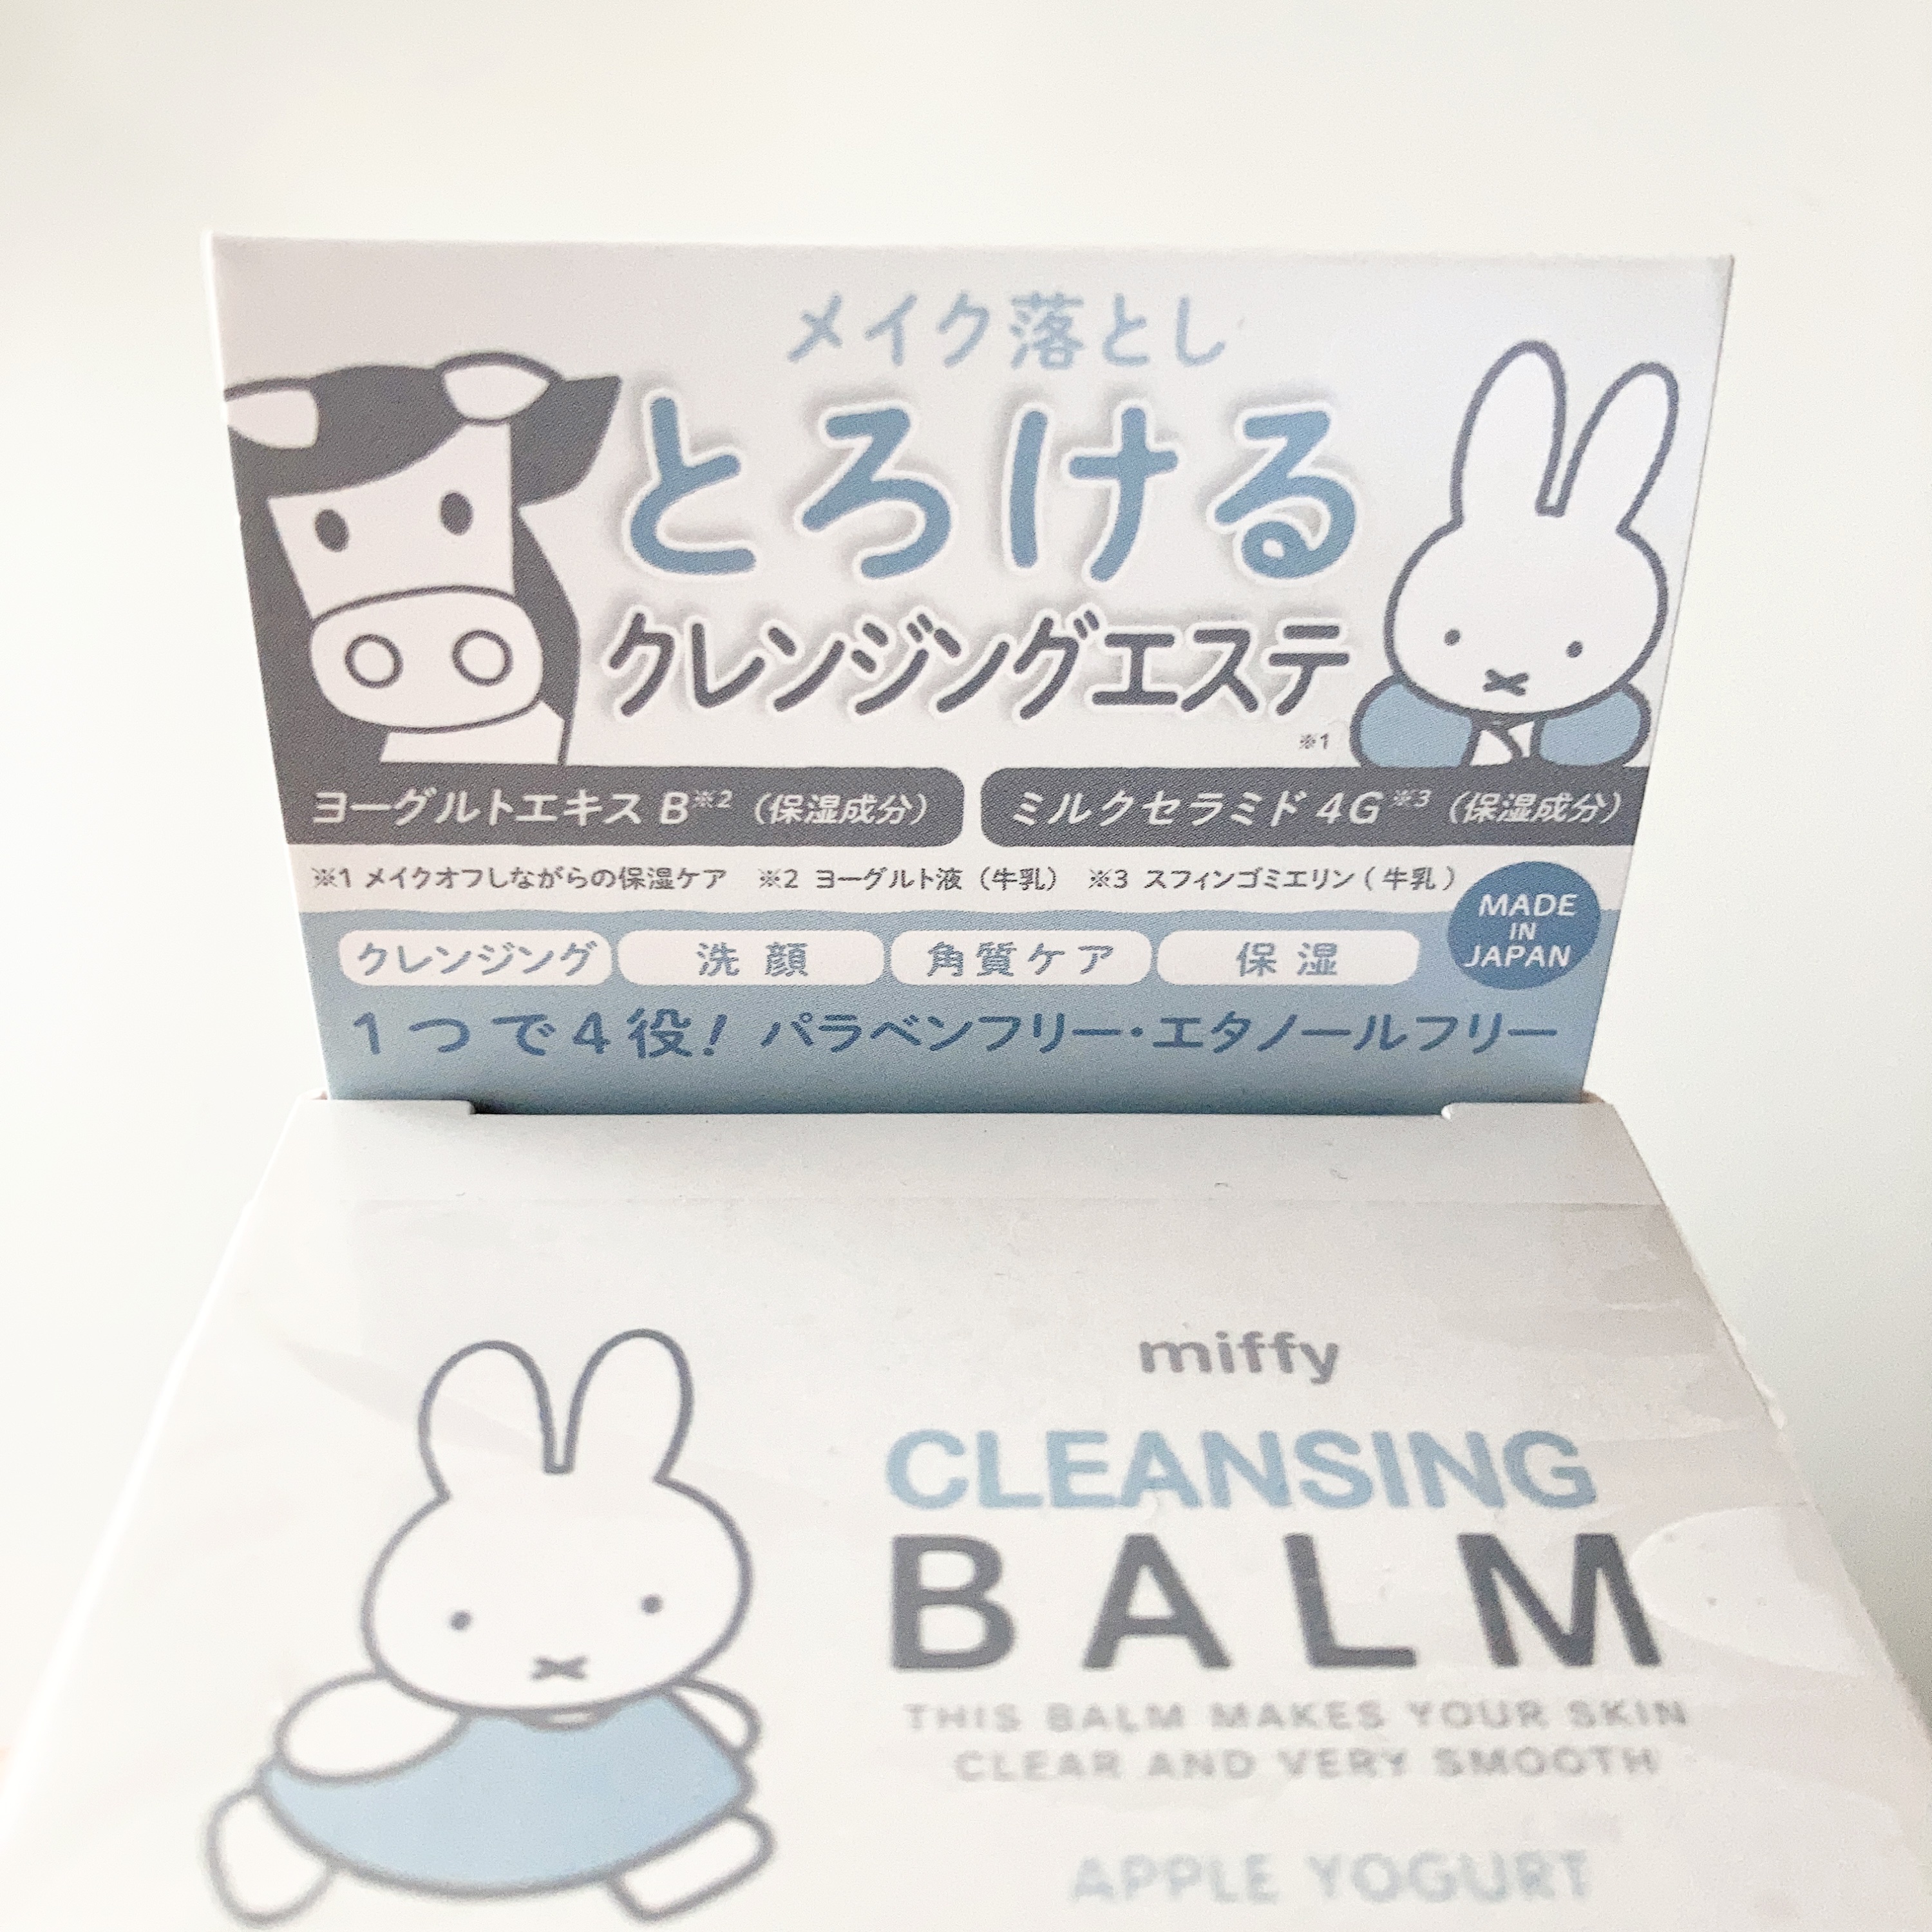 メイク落とし
とろける
クレンジングエステ
※1
ヨーグルトエキス B※2（保湿成分） ミルクセラミド 4G※3（保湿成分）
※1 メイクオフしながらの保湿ケア ※2 ヨーグルト液（牛乳） ※3 スフィンゴミエリン（牛乳）
MADE
IN
JAPAN
クレンジング 洗顔 角質ケア 保湿
1つで4役！パラベンフリー・エタノールフリー
miffy
CLEANSING
BALM
THIS BALM MAKES YOUR SKIN
CLEAR AND VERY SMOOTH
APPLE YOGURT